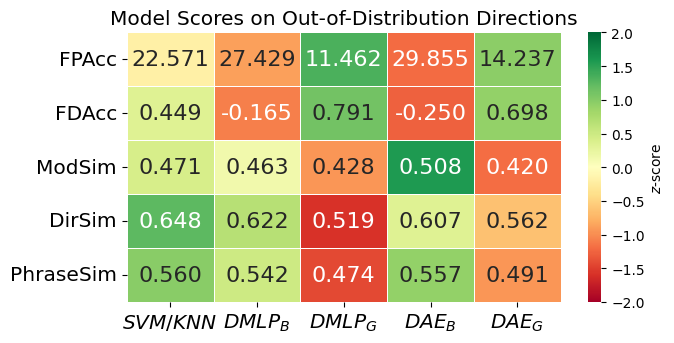 Model Scores on Out-of-Distribution Directions
FPAcc 22.571 27.429 11.462 29.855 14.237
FDAcc 0.449 -0.165 0.791 -0.250 0.698
ModSim 0.471 0.463 0.428 0.508 0.420
DirSim 0.648 0.622 0.519 0.607 0.562
PhraseSim 0.560 0.542 0.474 0.557 0.491
SVM/KNN DMLP_B DMLP_G DAE_B DAE_G
2.0
1.5
1.0
0.5
0.0
−0.5
−1.0
−1.5
−2.0
z-score